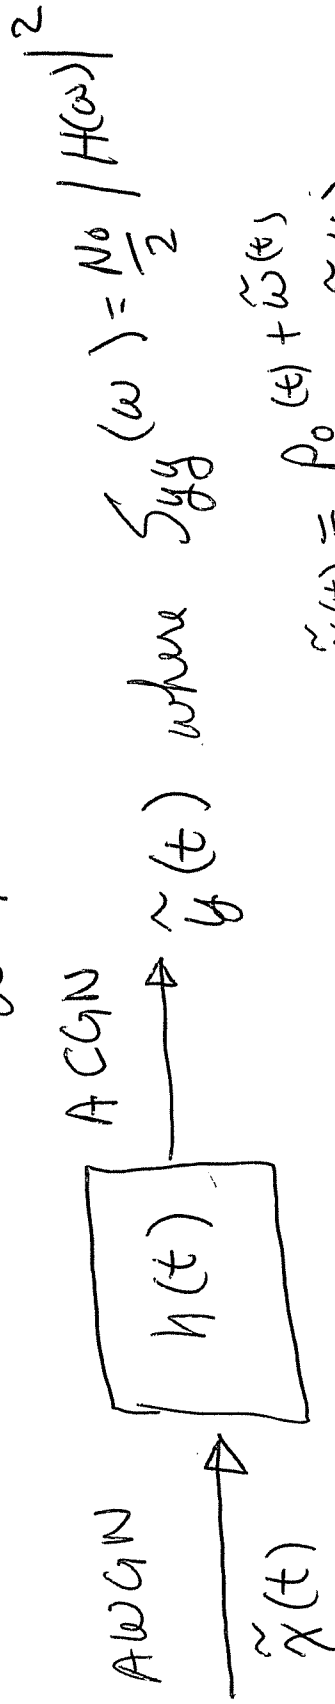 AWGN
ACGN
x̃(t)
h(t)
ỹ(t) where S_yy(ω) = N₀/2 |H(ω)|²
= P₀(t) + ω̃(t)